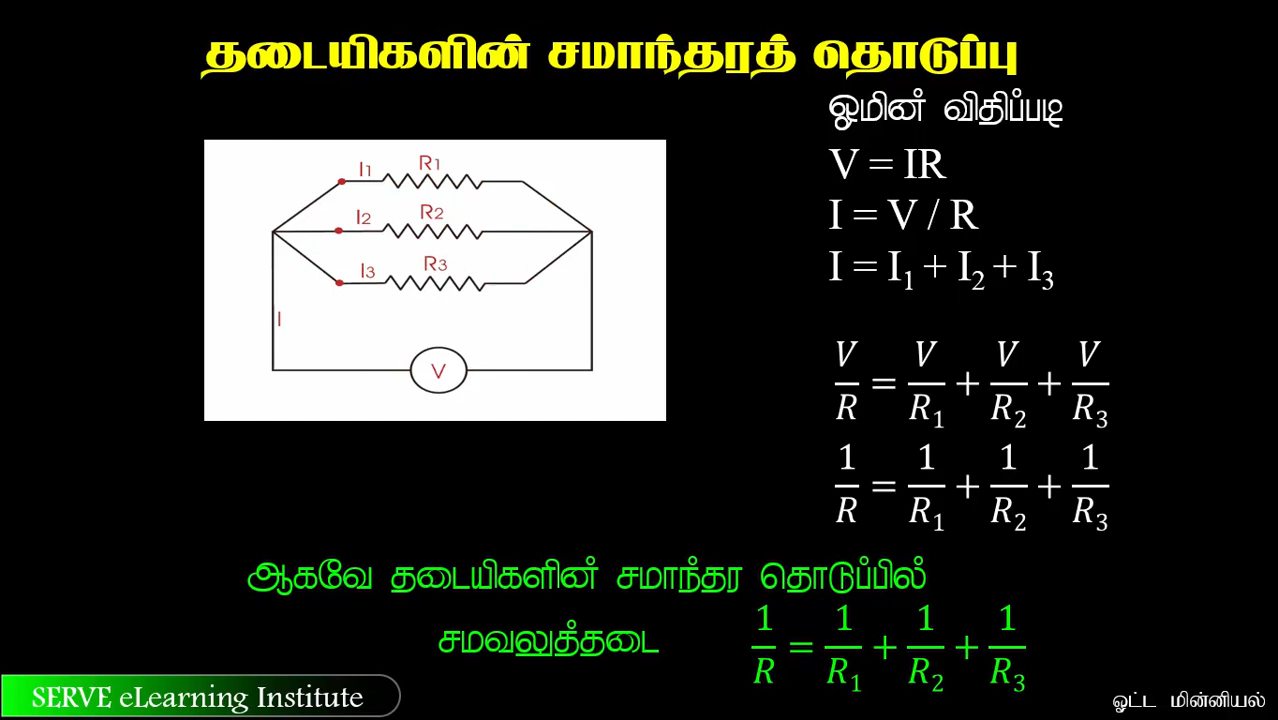 தடையிகளின் சமாந்தரத் தொடுப்பு
ஓமின் விதிப்படி
V = IR
I = V / R
I = I₁ + I₂ + I₃
I₁ R₁
I₂ R₂
I₃ R₃
I
V
V/R = V/R₁ + V/R₂ + V/R₃
1/R = 1/R₁ + 1/R₂ + 1/R₃
ஆகவே தடையிகளின் சமாந்தர தொடுப்பில்
சமவலுத்தடை 1/R = 1/R₁ + 1/R₂ + 1/R₃
SERVE eLearning Institute
ஓட்ட மின்னியல்